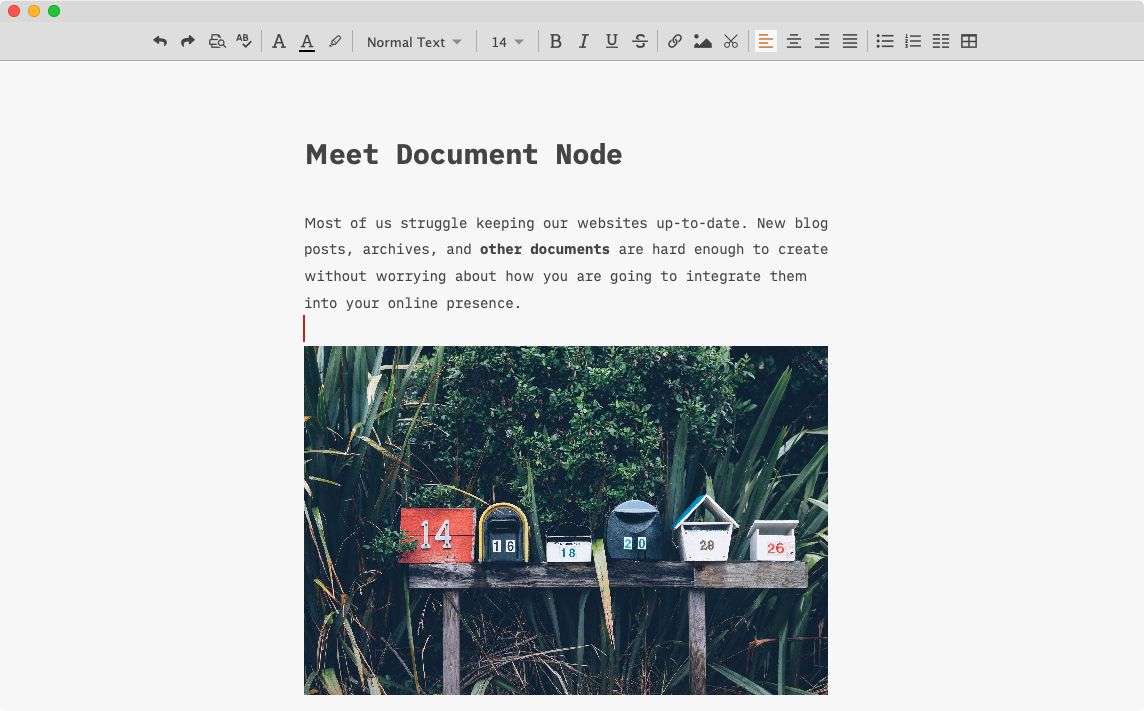 AB
A
A
Normal Text
14
B
I
U
S
Meet Document Node
Most of us struggle keeping our websites up-to-date. New blog
posts, archives, and other documents are hard enough to create
without worrying about how you are going to integrate them
into your online presence.
14
16
18
20
28
26